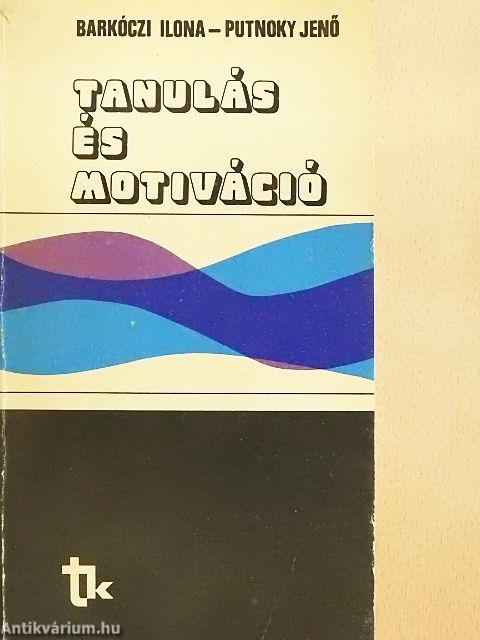 BARKÓCZI ILONA – PUTNOKY JENŐ
TANULÁS
ÉS
MOTIVÁCIÓ
tk
Antikvárium.hu